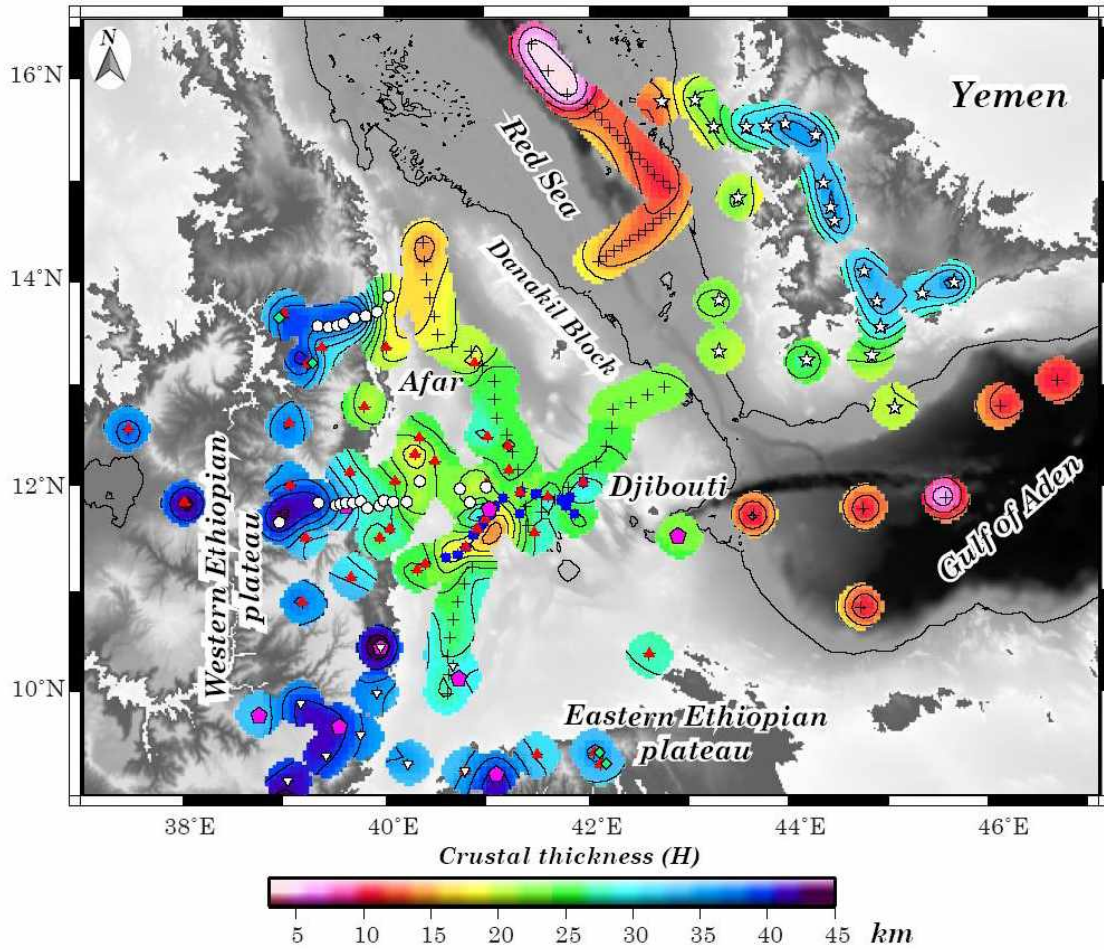 N
16°N
14°N
12°N
10°N
Yemen
Red Sea
Danakil Block
Afar
Djibouti
Gulf of Aden
Western Ethiopian
plateau
Eastern Ethiopian
plateau
38°E 40°E 42°E 44°E 46°E
Crustal thickness (H)
5 10 15 20 25 30 35 40 45 km